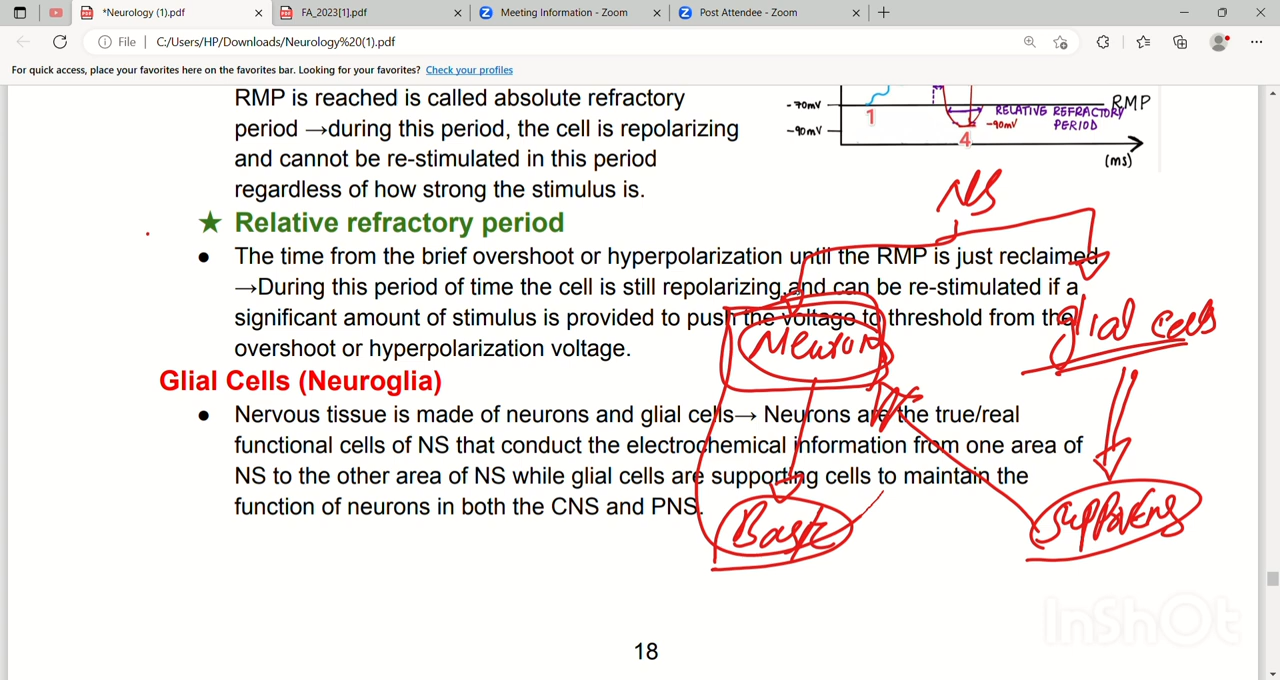 *Neurology (1).pdf
FA_2023[1].pdf
Meeting Information - Zoom
Post Attendee - Zoom
File
C:/Users/HP/Downloads/Neurology%20(1).pdf
For quick access, place your favorites here on the favorites bar. Looking for your favorites? Check your profiles
RMP is reached is called absolute refractory
period →during this period, the cell is repolarizing
and cannot be re-stimulated in this period
regardless of how strong the stimulus is.
-70mV
RMP
1
RELATIVE REFRACTORY
PERIOD
-90mV
-90mV
4
(ms)
NS
★ Relative refractory period
● The time from the brief overshoot or hyperpolarization until the RMP is just reclaimed
→During this period of time the cell is still repolarizing,and can be re-stimulated if a
significant amount of stimulus is provided to push the voltage to threshold from the
overshoot or hyperpolarization voltage.
Neuron
glial cells
Glial Cells (Neuroglia)
● Nervous tissue is made of neurons and glial cells→ Neurons are the true/real
functional cells of NS that conduct the electrochemical information from one area of
NS to the other area of NS while glial cells are supporting cells to maintain the
function of neurons in both the CNS and PNS.
InShOt
18